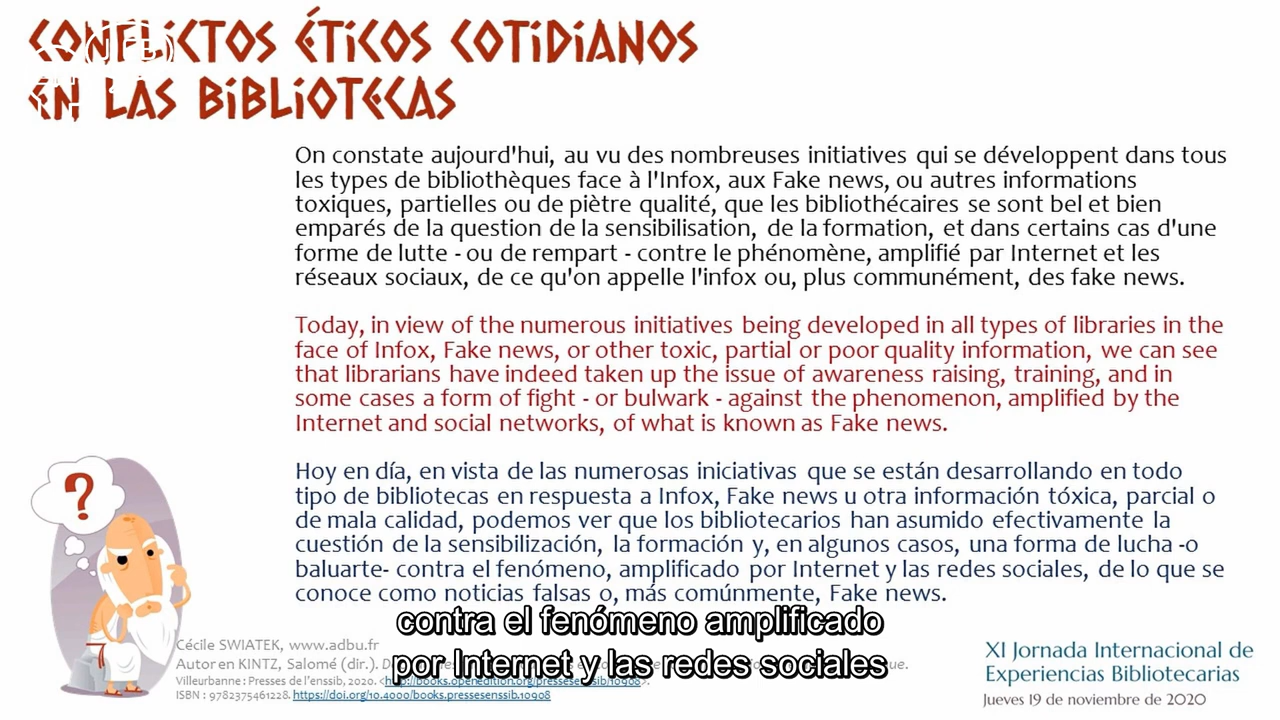 CONFLICTOS ÉTICOS COTIDIANOS
EN LAS BIBLIOTECAS
On constate aujourd'hui, au vu des nombreuses initiatives qui se développent dans tous
les types de bibliothèques face à l'Infox, aux Fake news, ou autres informations
toxiques, partielles ou de piètre qualité, que les bibliothécaires se sont bel et bien
emparés de la question de la sensibilisation, de la formation, et dans certains cas d'une
forme de lutte - ou de rempart - contre le phénomène, amplifié par Internet et les
réseaux sociaux, de ce qu'on appelle l'infox ou, plus communément, des fake news.
Today, in view of the numerous initiatives being developed in all types of libraries in the
face of Infox, Fake news, or other toxic, partial or poor quality information, we can see
that librarians have indeed taken up the issue of awareness raising, training, and in
some cases a form of fight - or bulwark - against the phenomenon, amplified by the
Internet and social networks, of what is known as Fake news.
Hoy en día, en vista de las numerosas iniciativas que se están desarrollando en todo
tipo de bibliotecas en respuesta a Infox, Fake news u otra información tóxica, parcial o
de mala calidad, podemos ver que los bibliotecarios han asumido efectivamente la
cuestión de la sensibilización, la formación y, en algunos casos, una forma de lucha -o
baluarte- contra el fenómeno, amplificado por Internet y las redes sociales, de lo que se
conoce como noticias falsas o, más comúnmente, Fake news.
contra el fenómeno amplificado
por Internet y las redes sociales
?
Cécile SWIATEK, www.adbu.fr
Autor en KINTZ, Salomé (dir.).
Villeurbanne : Presses de l'enssib, 2020. <http://books.openedition.org/pressesenssib/10908>.
ISBN : 9782375461228. https://doi.org/10.4000/books.pressesenssib.10908
XI Jornada Internacional de
Experiencias Bibliotecarias
Jueves 19 de noviembre de 2020